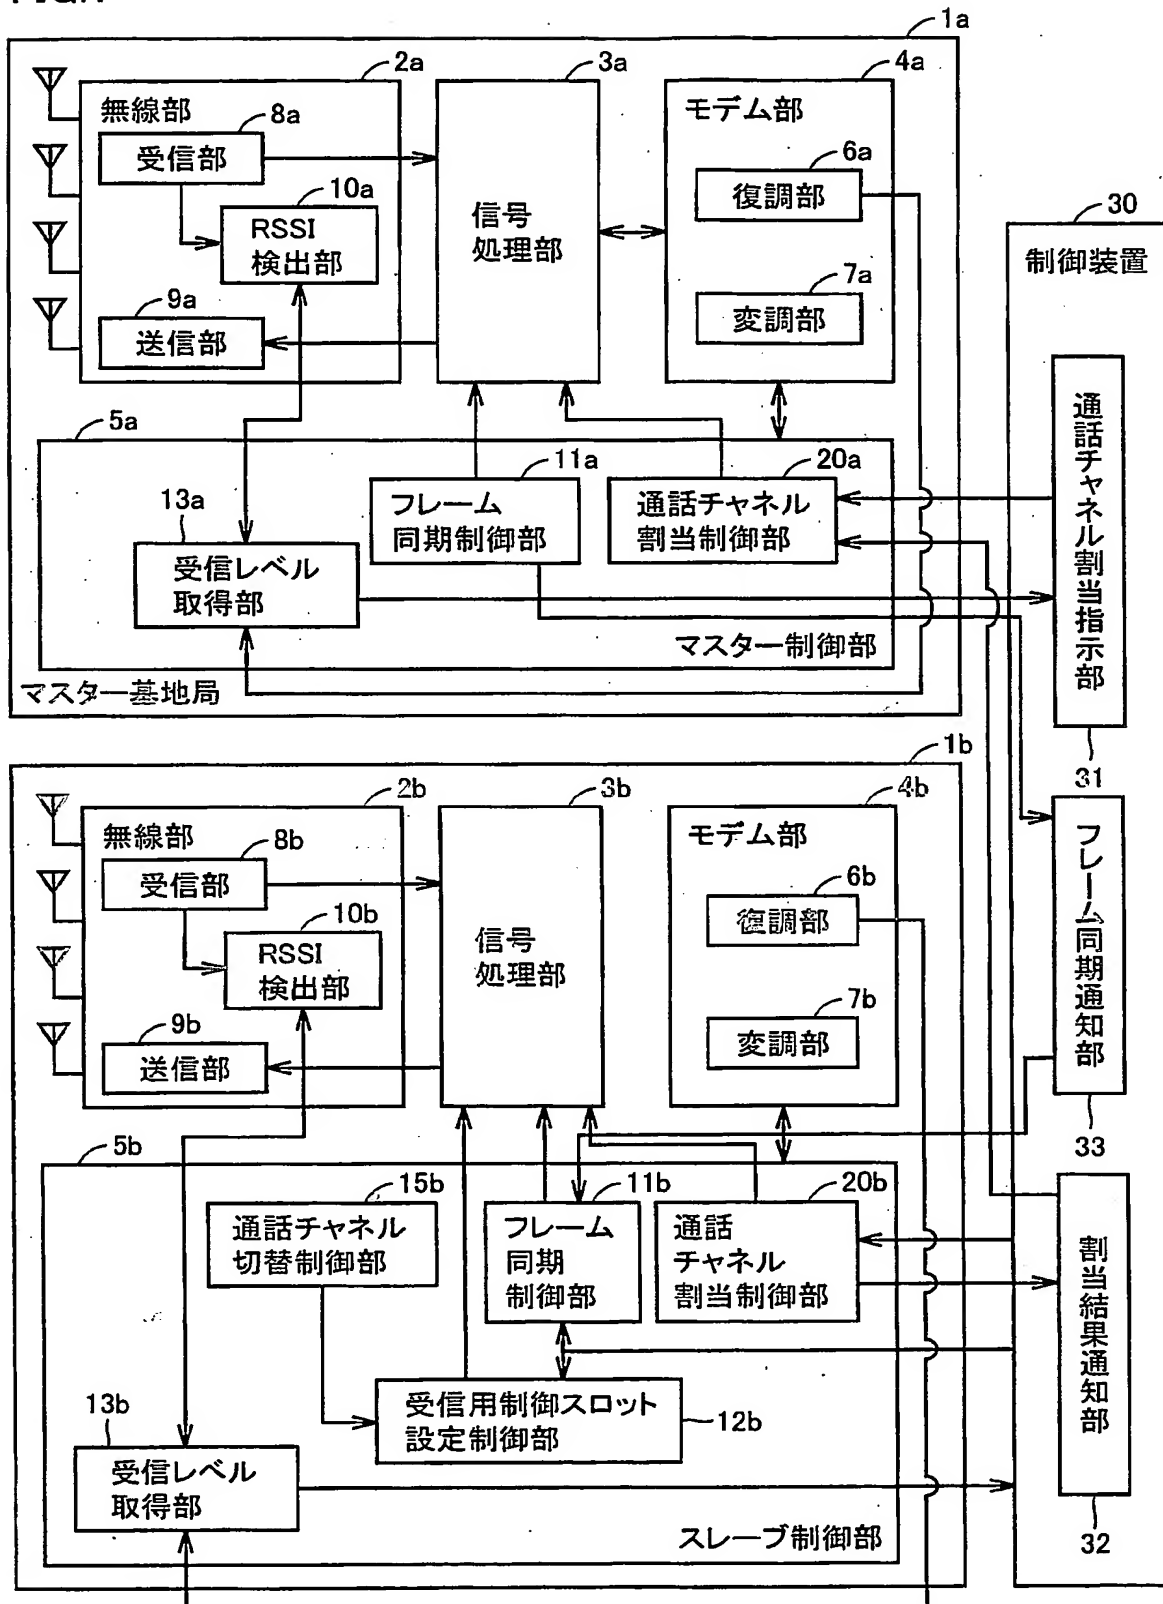 1a
2a
3a
4a
無線部
8a
受信部
10a
RSSI
検出部
9a
送信部
信号
処理部
モデム部
6a
復調部
7a
変調部
30
制御装置
5a
11a
フレーム
同期制御部
20a
通話チャネル
割当制御部
13a
受信レベル
取得部
マスター制御部
マスター基地局
通話チャネル割当指示部
31
1b
2b
3b
4b
無線部
8b
受信部
10b
RSSI
検出部
9b
送信部
信号
処理部
モデム部
6b
復調部
7b
変調部
フレーム同期通知部
33
5b
15b
通話チャネル
切替制御部
11b
フレーム
同期
制御部
20b
通話
チャネル
割当制御部
受信用制御スロット
設定制御部
12b
13b
受信レベル
取得部
スレーブ制御部
割当結果通知部
32